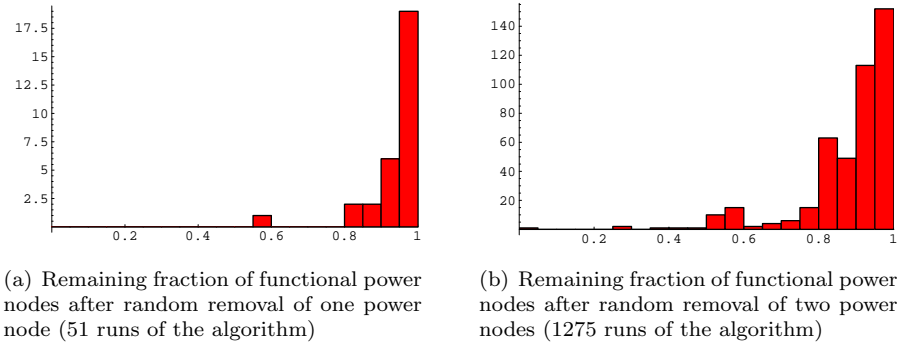 17.5
15
12.5
10
7.5
5
2.5
0.2 0.4 0.6 0.8 1
140
120
100
80
60
40
20
0.2 0.4 0.6 0.8 1
(a) Remaining fraction of functional power
nodes after random removal of one power
node (51 runs of the algorithm)
(b) Remaining fraction of functional power
nodes after random removal of two power
nodes (1275 runs of the algorithm)